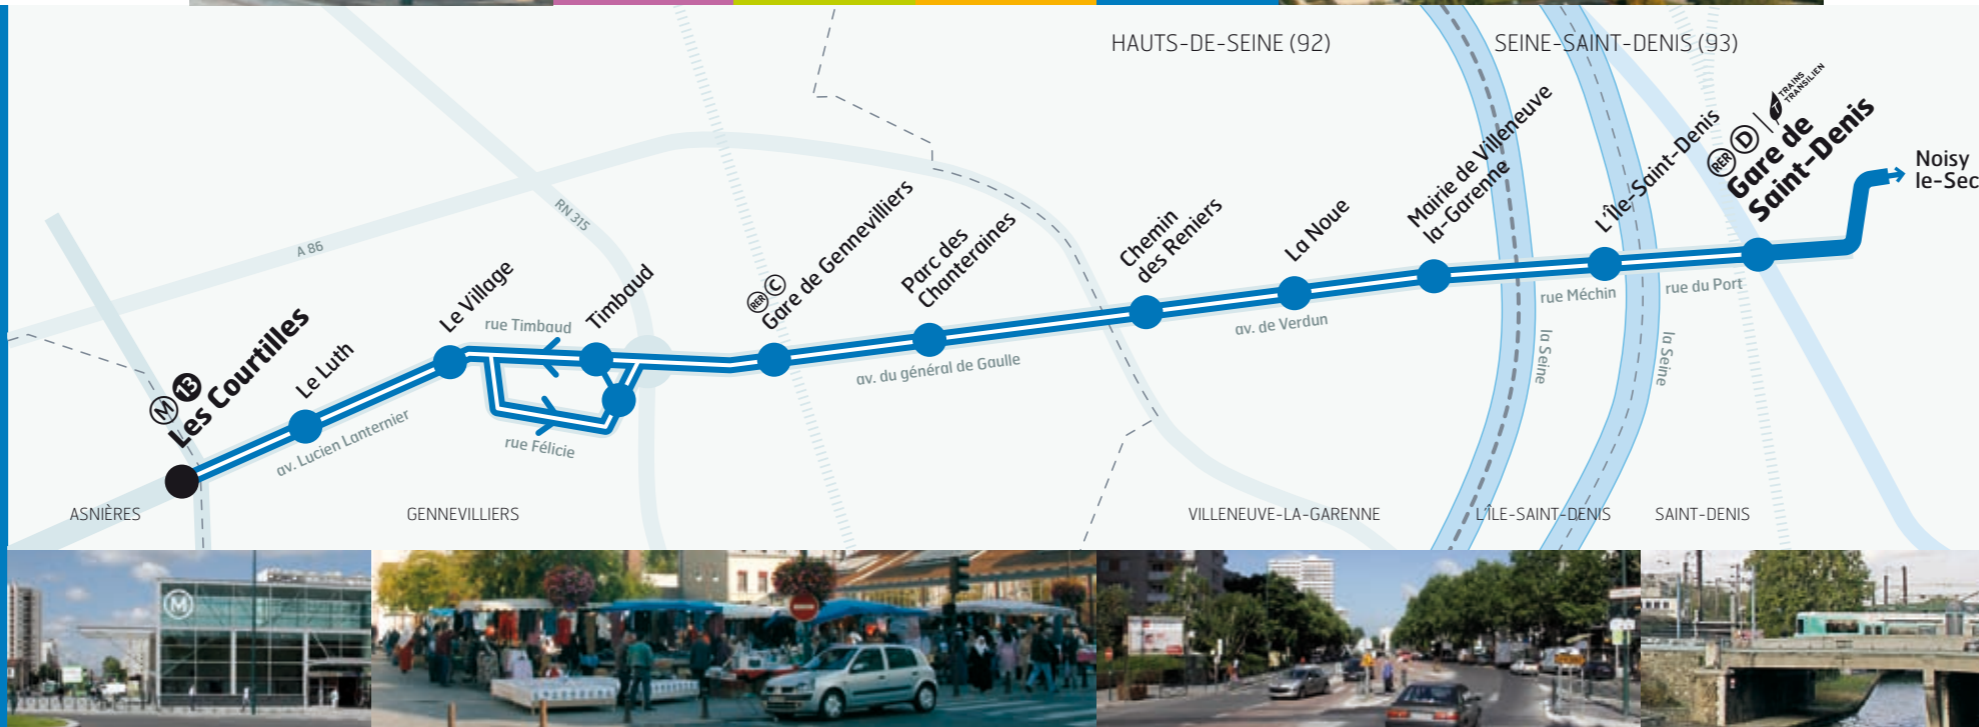 HAUTS-DE-SEINE (92)
SEINE-SAINT-DENIS (93)
TRAINS
TRANSILIEN
RER D
Gare de
Saint-Denis
Noisy
le-Sec
L'Île-Saint-Denis
Mairie de Villeneuve
la-Garenne
La Noue
Chemin
des Reniers
Parc des
Chanteraines
RER C
Gare de Gennevilliers
Timbaud
Le Village
Le Luth
M 13
Les Courtilles
A 86
RN 315
rue Timbaud
rue Félicie
av. Lucien Lanternier
av. du général de Gaulle
av. de Verdun
rue Méchin
rue du Port
la Seine
la Seine
ASNIÈRES
GENNEVILLIERS
VILLENEUVE-LA-GARENNE
L'ÎLE-SAINT-DENIS
SAINT-DENIS
M